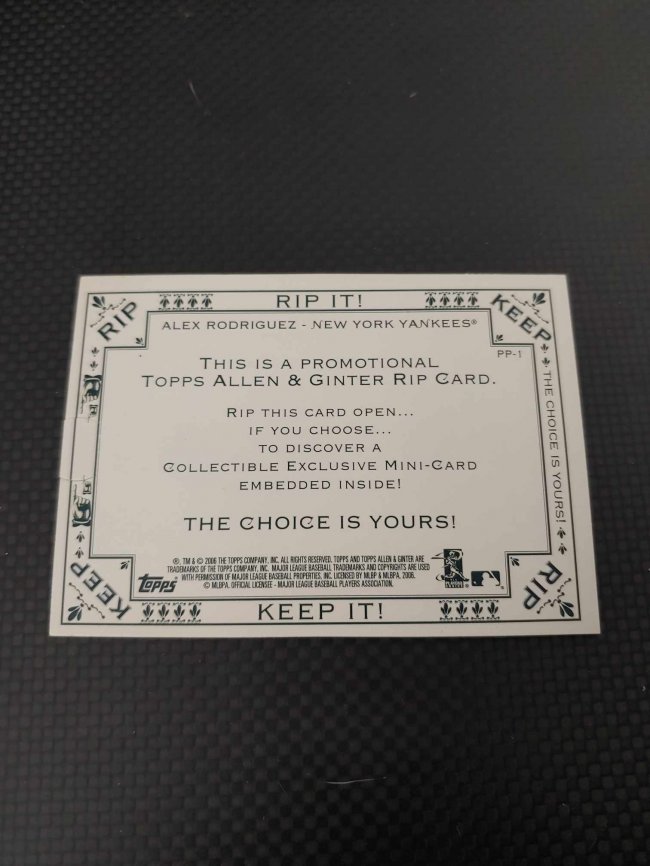 RIP IT!
RIP
KEEP
ALEX RODRIGUEZ - NEW YORK YANKEES®
PP-1
THIS IS A PROMOTIONAL
TOPPS ALLEN & GINTER RIP CARD.
RIP THIS CARD OPEN...
IF YOU CHOOSE...
TO DISCOVER A
COLLECTIBLE EXCLUSIVE MINI-CARD
EMBEDDED INSIDE!
THE CHOICE IS YOURS!
THE CHOICE IS YOURS!
®, TM & © 2006 THE TOPPS COMPANY, INC. ALL RIGHTS RESERVED. TOPPS AND TOPPS ALLEN & GINTER ARE
TRADEMARKS OF THE TOPPS COMPANY, INC. MAJOR LEAGUE BASEBALL TRADEMARKS AND COPYRIGHTS ARE USED
WITH PERMISSION OF MAJOR LEAGUE BASEBALL PROPERTIES, INC. LICENSED BY MLBP & MLBPA, 2006.
© MLBPA. OFFICIAL LICENSEE - MAJOR LEAGUE BASEBALL PLAYERS ASSOCIATION.
TOPPS
KEEP
RIP
KEEP IT!